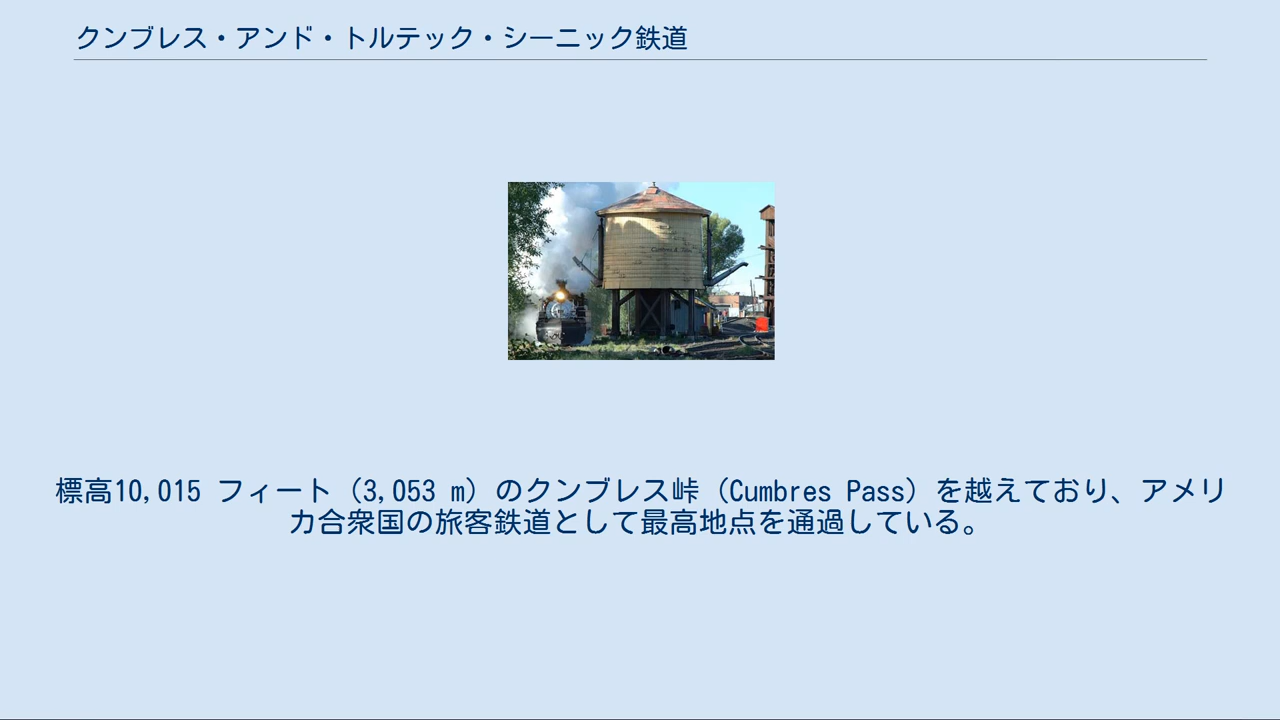 クンブレス・アンド・トルテック・シーニック鉄道
標高10,015 フィート（3,053 m）のクンブレス峠（Cumbres Pass）を越えており、アメリ
カ合衆国の旅客鉄道として最高地点を通過している。